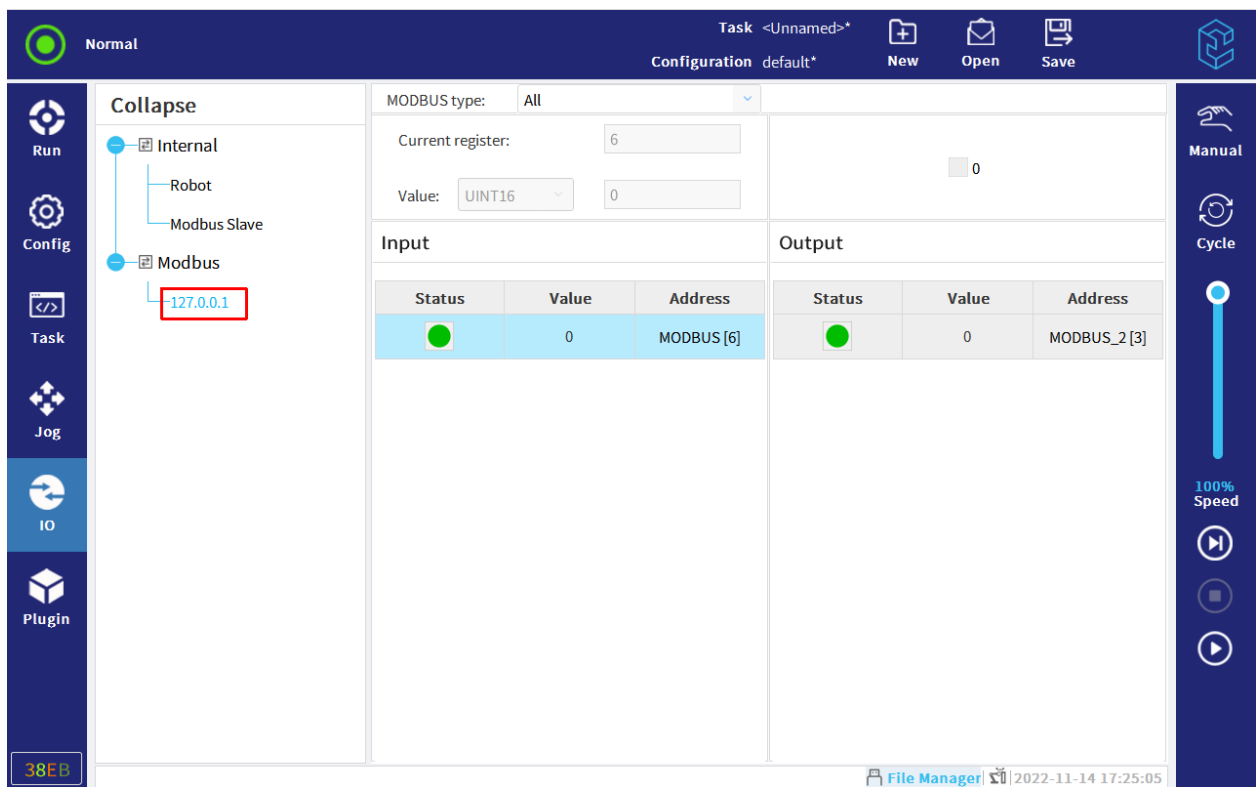 Normal
Task <Unnamed>*
Configuration default*
New
Open
Save
Run
Config
Task
Jog
IO
Plugin
38EB
Collapse
Internal
Robot
Modbus Slave
Modbus
127.0.0.1
MODBUS type: All
Current register: 6
Value: UINT16 0
0
Input
Status Value Address
0 MODBUS [6]
Output
Status Value Address
0 MODBUS_2 [3]
Manual
Cycle
100%
Speed
File Manager 2022-11-14 17:25:05